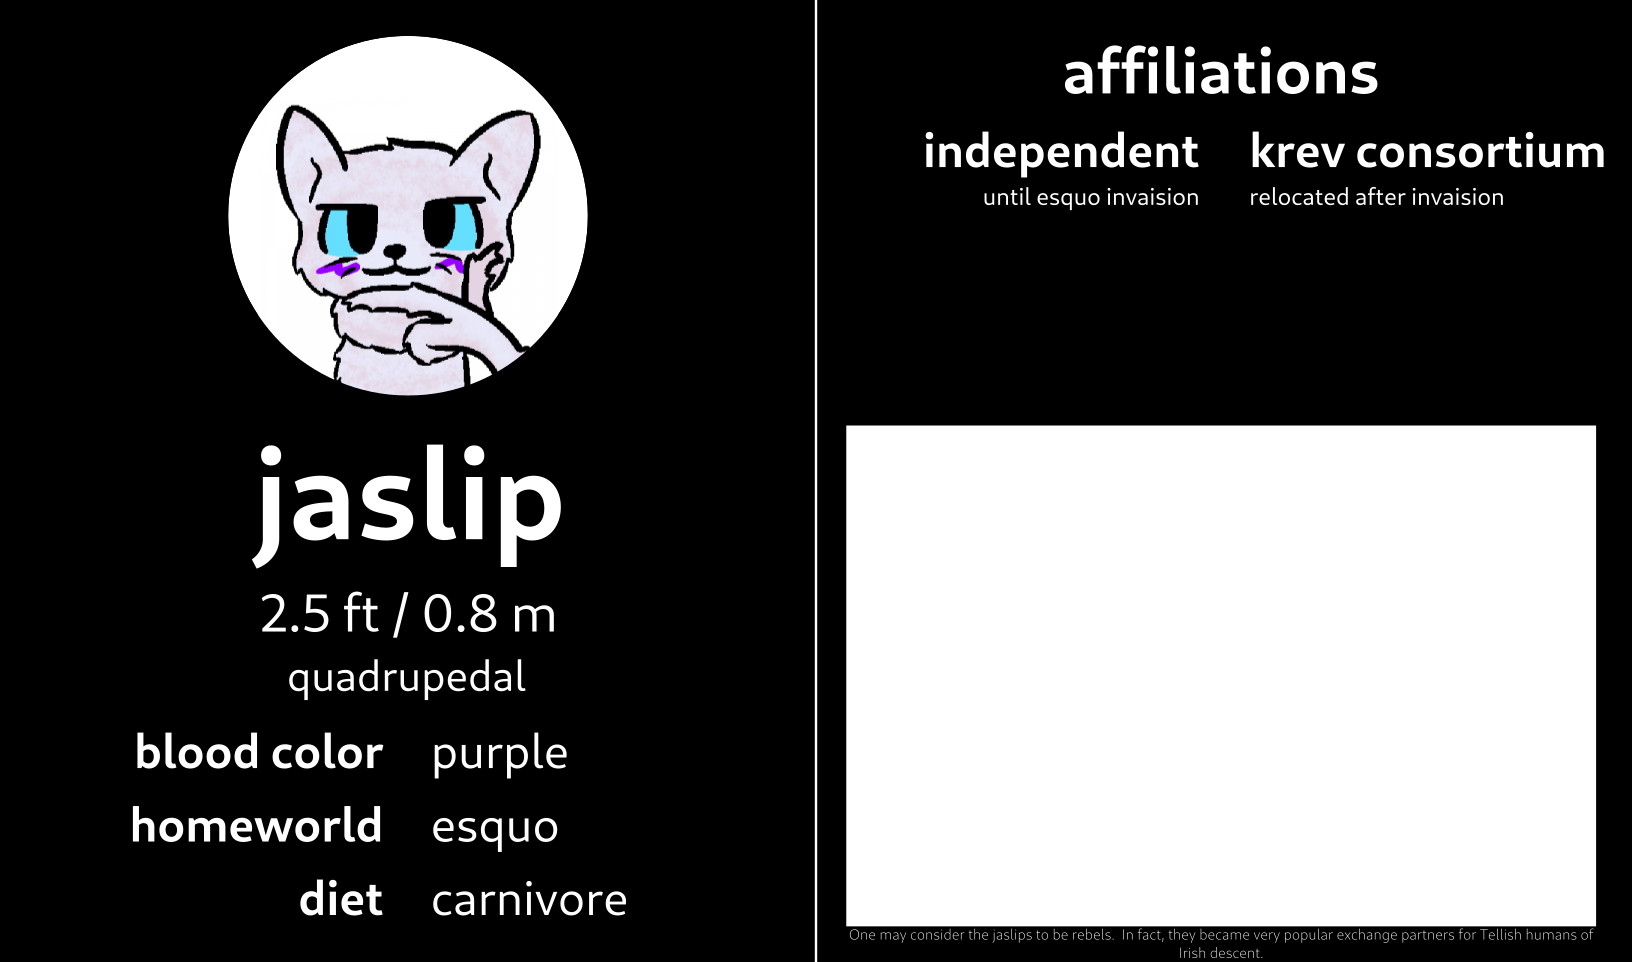 jaslip
2.5 ft / 0.8 m
quadrupedal
blood color purple
homeworld esquo
diet carnivore
affiliations
independent krev consortium
until esquo invaision relocated after invaision
One may consider the jaslips to be rebels.  In fact, they became very popular exchange partners for Tellish humans of
Irish descent.